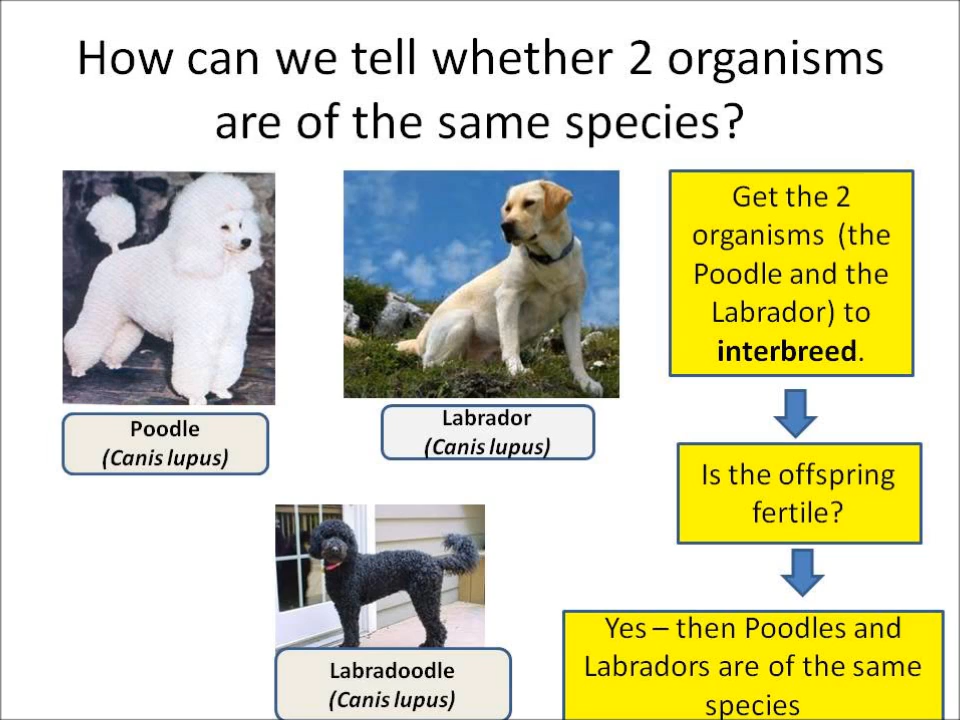 How can we tell whether 2 organisms
are of the same species?
Poodle
(Canis lupus)
Labrador
(Canis lupus)
Labradoodle
(Canis lupus)
Get the 2
organisms (the
Poodle and the
Labrador) to
interbreed.
Is the offspring
fertile?
Yes – then Poodles and
Labradors are of the same
species